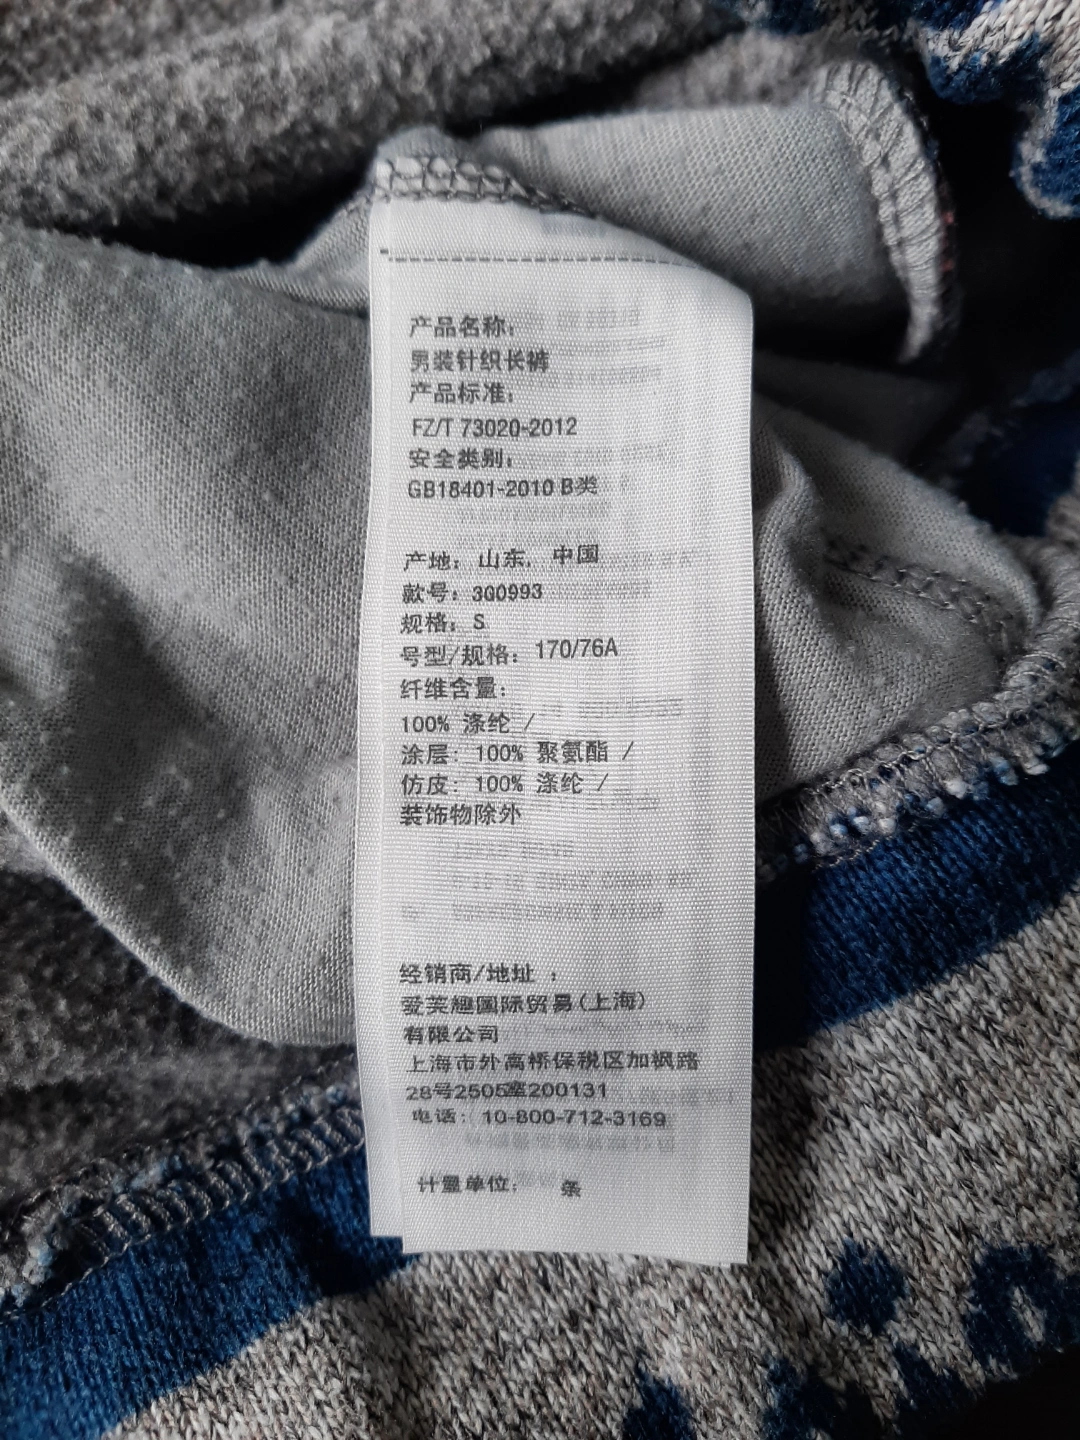 产品名称:
男装针织长裤
产品标准:
FZ/T 73020-2012
安全类别:
GB18401-2010 B类
产地: 山东, 中国
款号: 300993
规格: S
号型/规格: 170/76A
纤维含量:
100% 涤纶 /
涂层: 100% 聚氨酯 /
仿皮: 100% 涤纶 /
装饰物除外
经销商/地址 :
爱芙趣国际贸易(上海)
有限公司
上海市外高桥保税区加枫路
28号2505室200131
电话: 10-800-712-3169
计量单位: 条